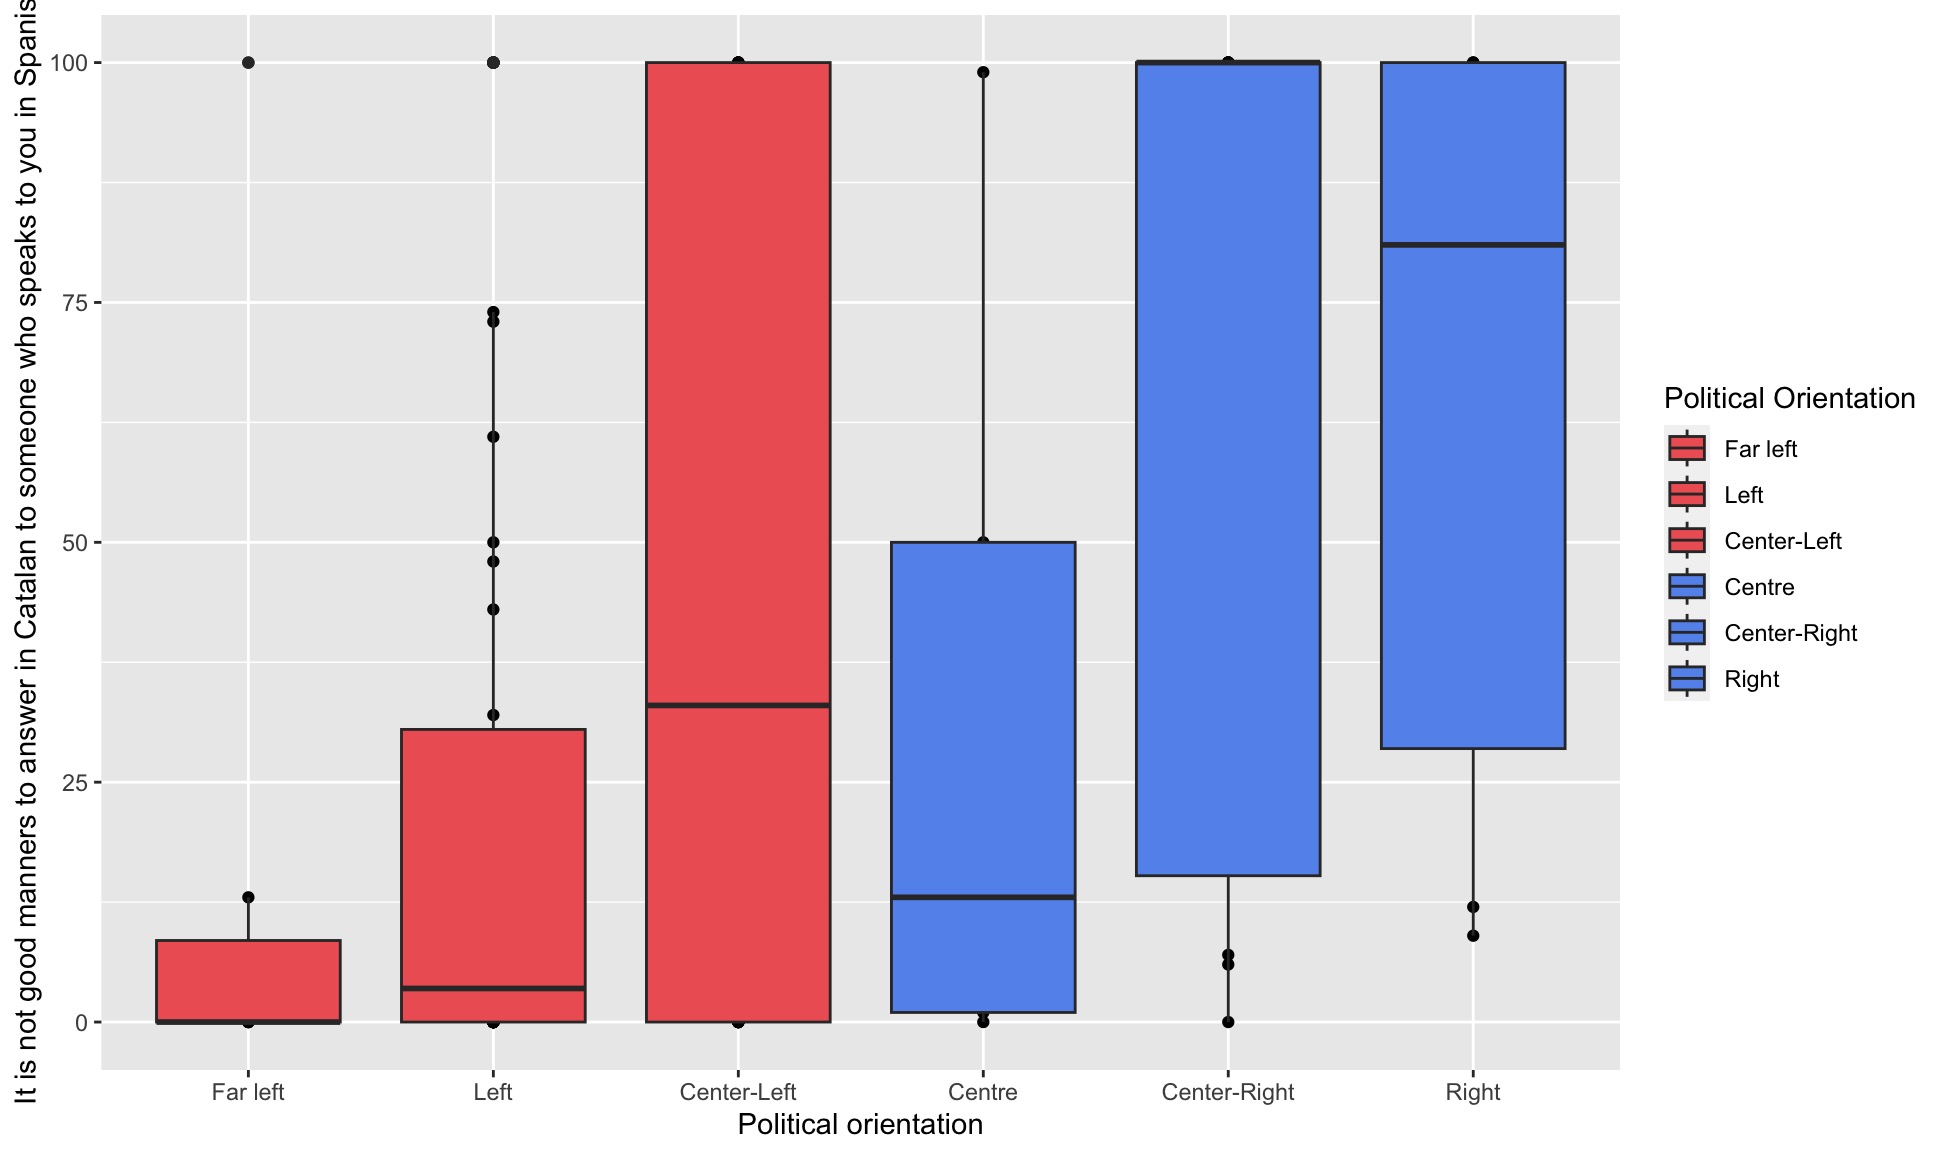 It is not good manners to answer in Catalan to someone who speaks to you in Spanis
100
75
50
25
0
Far left Left Center-Left Centre Center-Right Right
Political orientation
Political Orientation
Far left
Left
Center-Left
Centre
Center-Right
Right